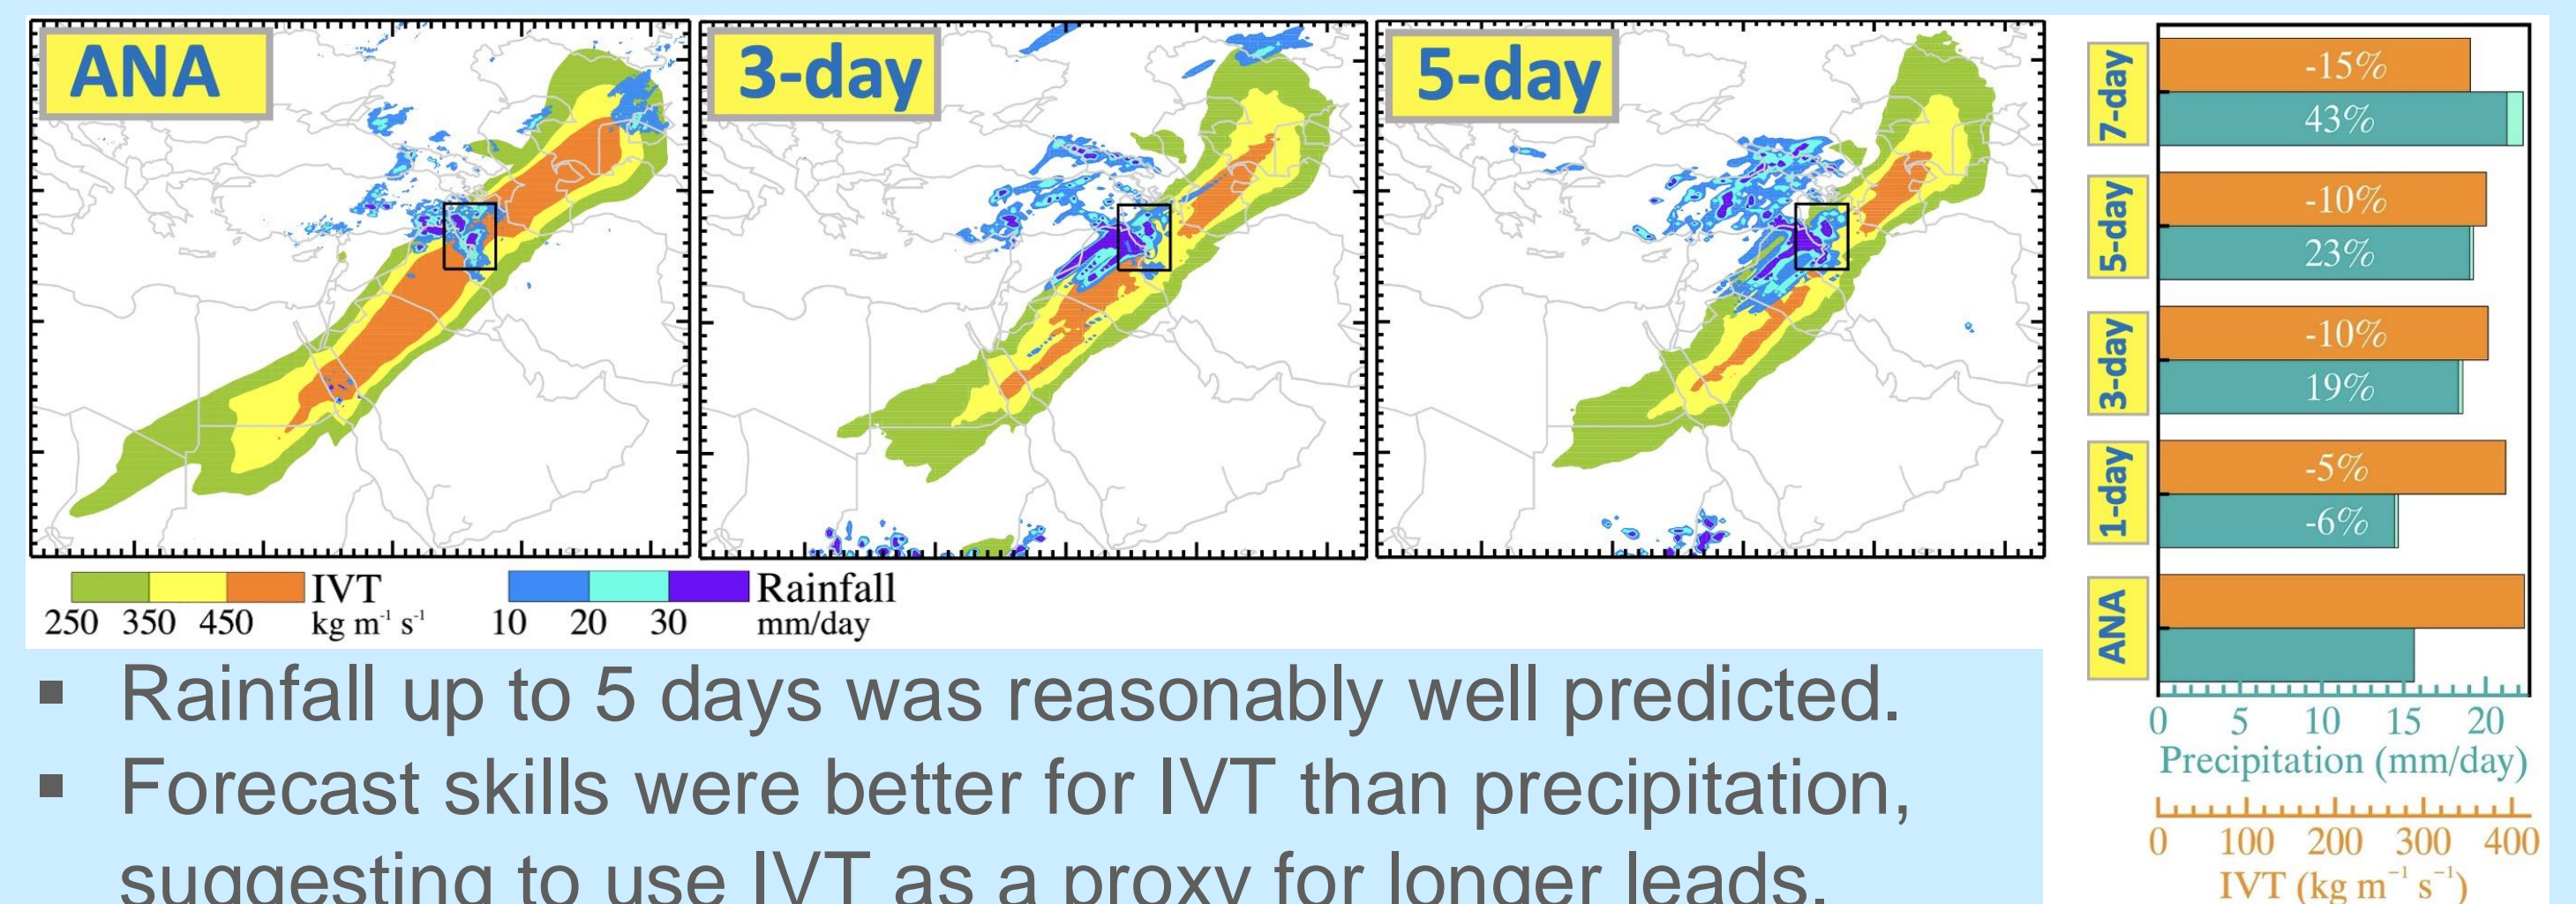 ANA
3-day
5-day
IVT
kg m⁻¹ s⁻¹
250 350 450
Rainfall
mm/day
10 20 30
▪ Rainfall up to 5 days was reasonably well predicted.
▪ Forecast skills were better for IVT than precipitation,
suggesting to use IVT as a proxy for longer leads.
7-day
-15%
43%
5-day
-10%
23%
3-day
-10%
19%
1-day
-5%
-6%
ANA
0 5 10 15 20
Precipitation (mm/day)
0 100 200 300 400
IVT (kg m⁻¹ s⁻¹)